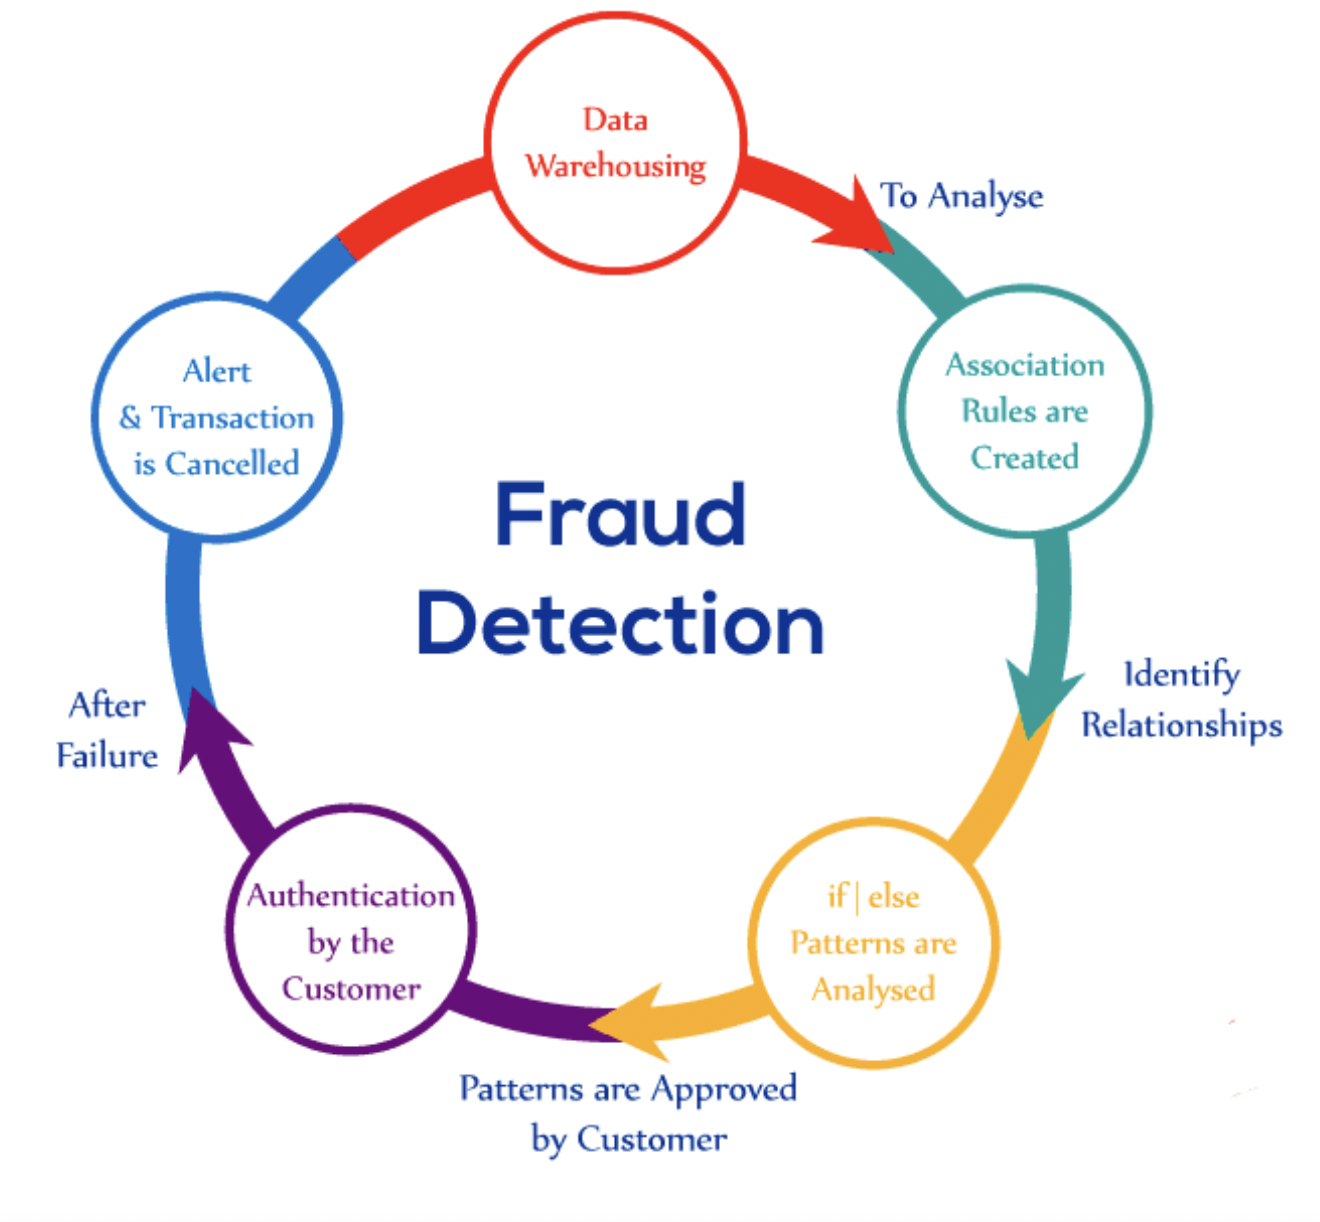 Data
Warehousing
To Analyse
Association
Rules are
Created
Identify
Relationships
if | else
Patterns are
Analysed
Patterns are Approved
by Customer
Authentication
by the
Customer
After
Failure
Alert
& Transaction
is Cancelled
Fraud
Detection